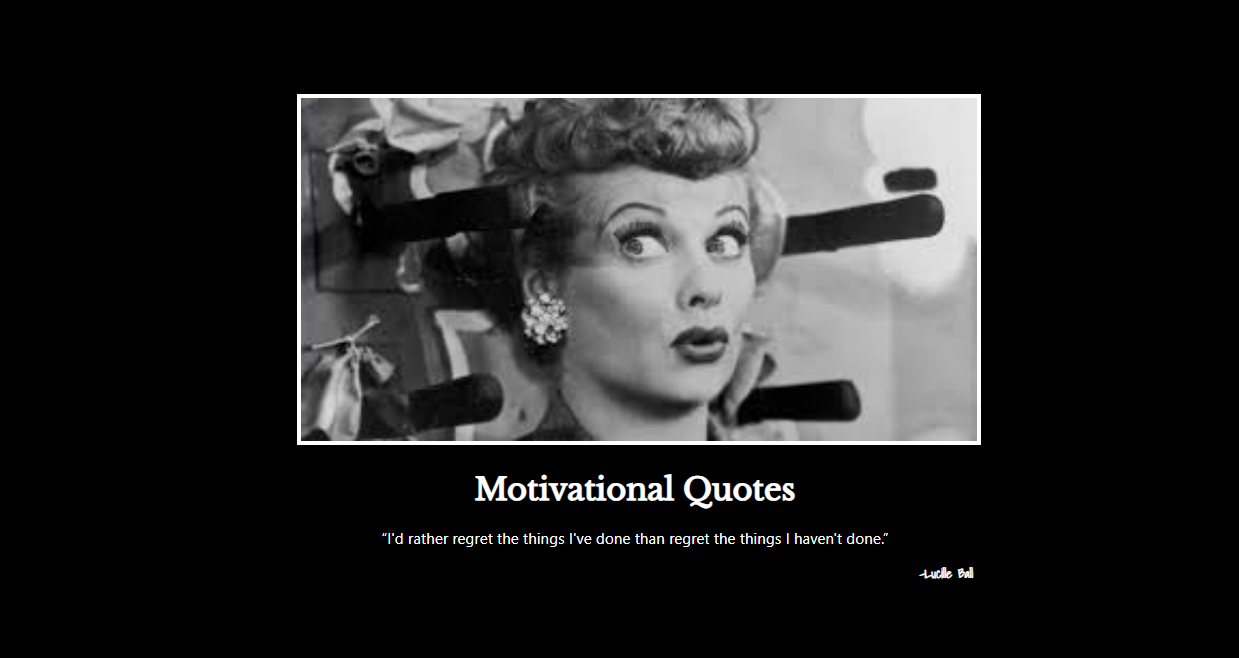 Motivational Quotes
“I'd rather regret the things I've done than regret the things I haven't done.”
-Lucille Ball